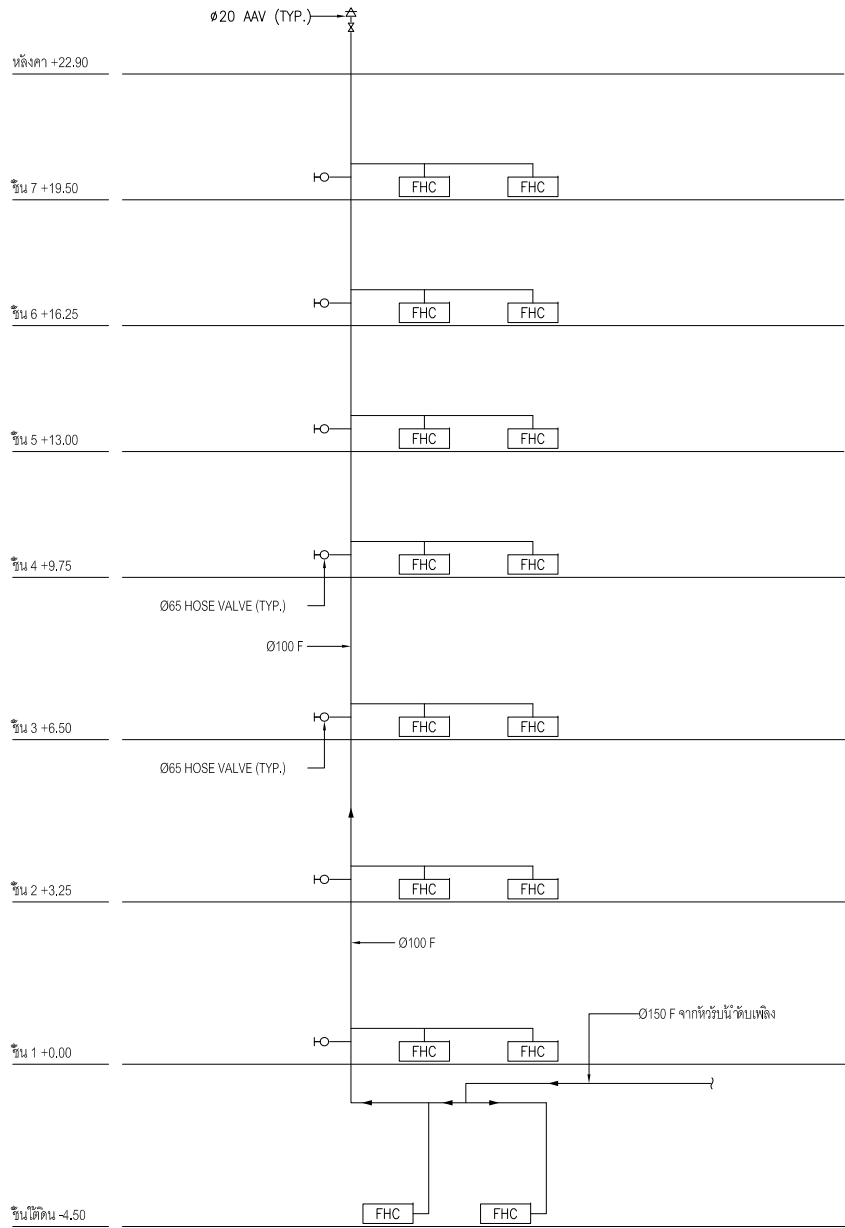 ø20 AAV (TYP.)
หลังคา +22.90
ชั้น 7 +19.50
FHC FHC
ชั้น 6 +16.25
FHC FHC
ชั้น 5 +13.00
FHC FHC
ชั้น 4 +9.75
FHC FHC
Ø65 HOSE VALVE (TYP.)
Ø100 F
ชั้น 3 +6.50
FHC FHC
Ø65 HOSE VALVE (TYP.)
ชั้น 2 +3.25
FHC FHC
Ø100 F
Ø150 F จากหัวรับน้ำดับเพลิง
ชั้น 1 +0.00
FHC FHC
ชั้นใต้ดิน -4.50
FHC FHC